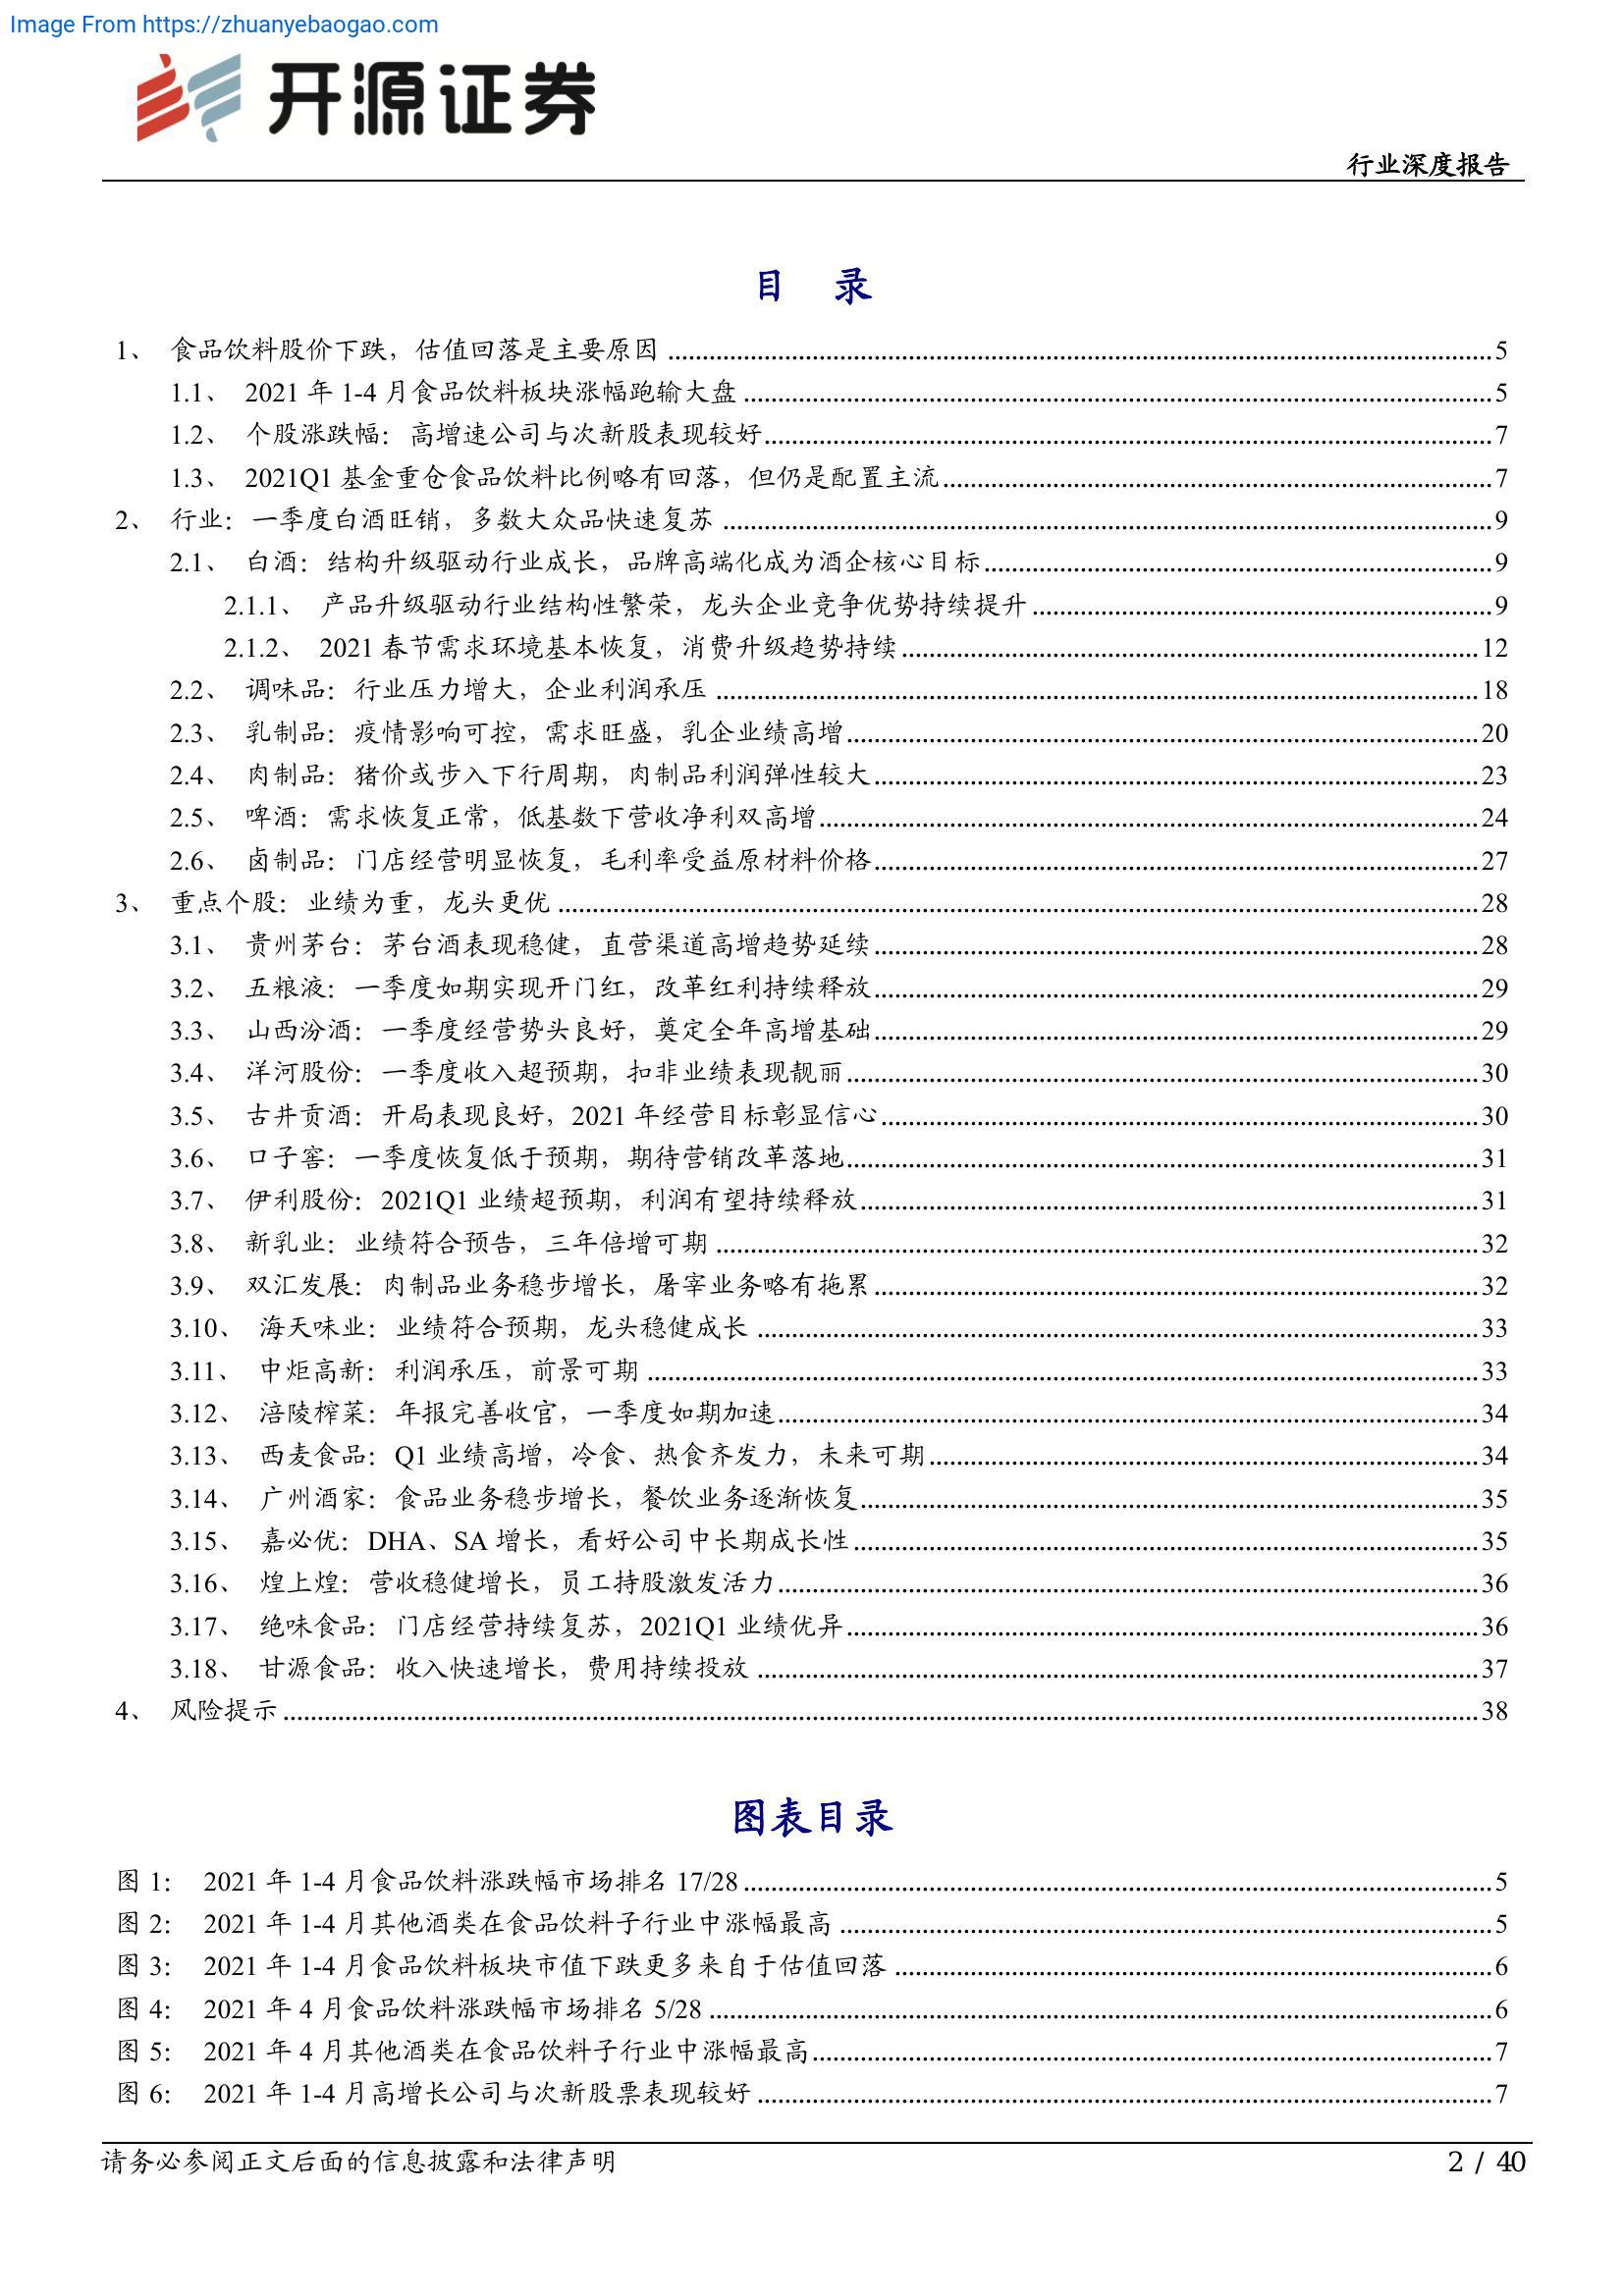 Image From https://zhuanyebaogao.com
开源证券
行业深度报告
目 录
1、 食品饮料股价下跌，估值回落是主要原因 5
1.1、 2021 年 1-4 月食品饮料板块涨幅跑输大盘 5
1.2、 个股涨跌幅：高增速公司与次新股表现较好 7
1.3、 2021Q1 基金重仓食品饮料比例略有回落，但仍是配置主流 7
2、 行业：一季度白酒旺销，多数大众品快速复苏 9
2.1、 白酒：结构升级驱动行业成长，品牌高端化成为酒企核心目标 9
2.1.1、 产品升级驱动行业结构性繁荣，龙头企业竞争优势持续提升 9
2.1.2、 2021 春节需求环境基本恢复，消费升级趋势持续 12
2.2、 调味品：行业压力增大，企业利润承压 18
2.3、 乳制品：疫情影响可控，需求旺盛，乳企业绩高增 20
2.4、 肉制品：猪价或步入下行周期，肉制品利润弹性较大 23
2.5、 啤酒：需求恢复正常，低基数下营收净利双高增 24
2.6、 卤制品：门店经营明显恢复，毛利率受益原材料价格 27
3、 重点个股：业绩为重，龙头更优 28
3.1、 贵州茅台：茅台酒表现稳健，直营渠道高增趋势延续 28
3.2、 五粮液：一季度如期实现开门红，改革红利持续释放 29
3.3、 山西汾酒：一季度经营势头良好，奠定全年高增基础 29
3.4、 洋河股份：一季度收入超预期，扣非业绩表现靓丽 30
3.5、 古井贡酒：开局表现良好，2021 年经营目标彰显信心 30
3.6、 口子窖：一季度恢复低于预期，期待营销改革落地 31
3.7、 伊利股份：2021Q1 业绩超预期，利润有望持续释放 31
3.8、 新乳业：业绩符合预告，三年倍增可期 32
3.9、 双汇发展：肉制品业务稳步增长，屠宰业务略有拖累 32
3.10、 海天味业：业绩符合预期，龙头稳健成长 33
3.11、 中炬高新：利润承压，前景可期 33
3.12、 涪陵榨菜：年报完善收官，一季度如期加速 34
3.13、 西麦食品：Q1 业绩高增，冷食、热食齐发力，未来可期 34
3.14、 广州酒家：食品业务稳步增长，餐饮业务逐渐恢复 35
3.15、 嘉必优：DHA、SA 增长，看好公司中长期成长性 35
3.16、 煌上煌：营收稳健增长，员工持股激发活力 36
3.17、 绝味食品：门店经营持续复苏，2021Q1 业绩优异 36
3.18、 甘源食品：收入快速增长，费用持续投放 37
4、 风险提示 38
图表目录
图 1： 2021 年 1-4 月食品饮料涨跌幅市场排名 17/28 5
图 2： 2021 年 1-4 月其他酒类在食品饮料子行业中涨幅最高 5
图 3： 2021 年 1-4 月食品饮料板块市值下跌更多来自于估值回落 6
图 4： 2021 年 4 月食品饮料涨跌幅市场排名 5/28 6
图 5： 2021 年 4 月其他酒类在食品饮料子行业中涨幅最高 7
图 6： 2021 年 1-4 月高增长公司与次新股票表现较好 7
请务必参阅正文后面的信息披露和法律声明 2 / 40